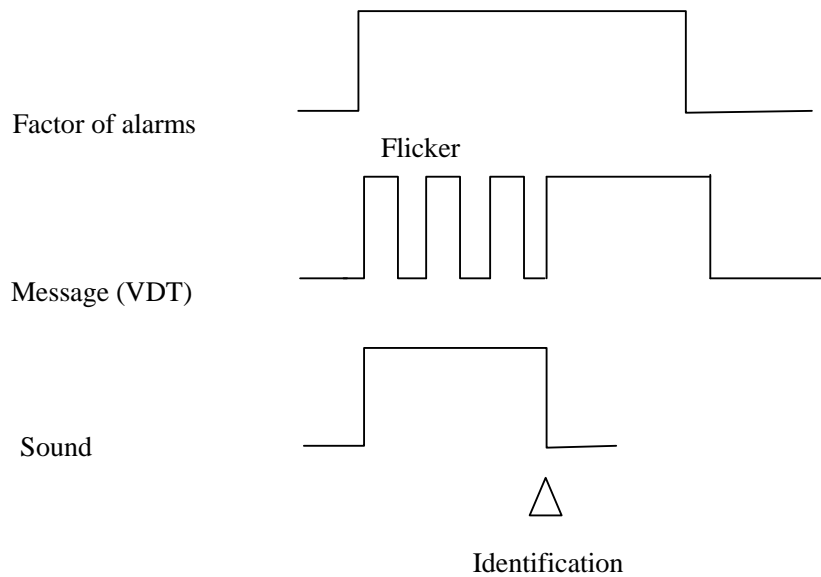 Factor of alarms
Flicker
Message (VDT)
Sound
Identification